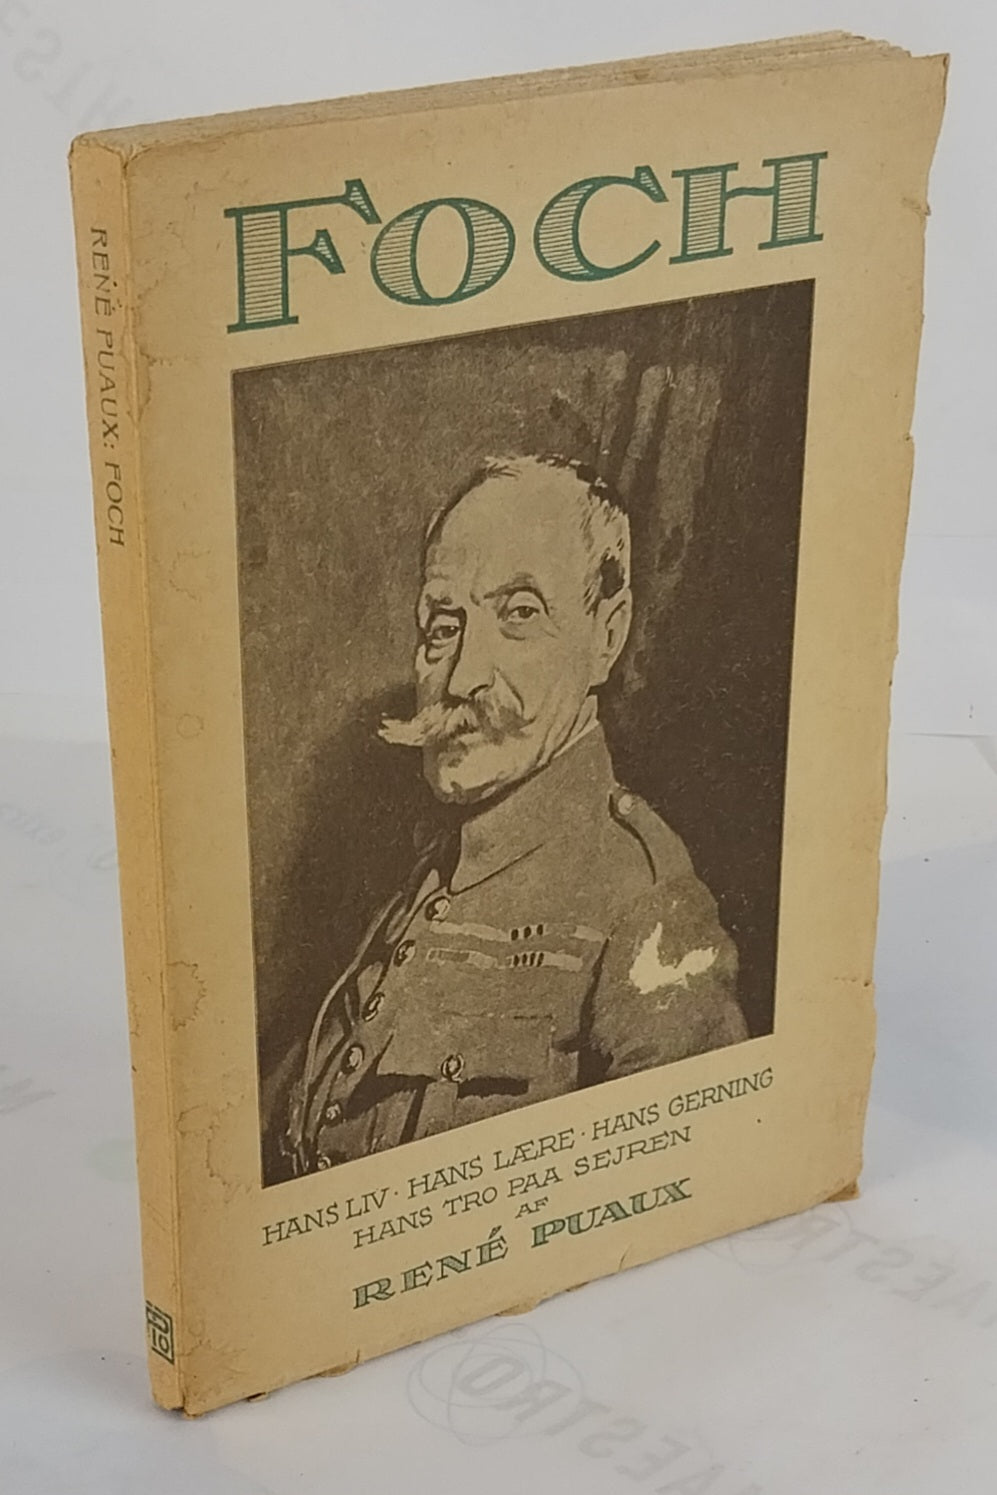 FOCH
HANS LIV · HANS LÆRE · HANS GERNING
HANS TRO PAA SEJREN
AF
RENÉ PUAUX
RENÉ PUAUX: FOCH